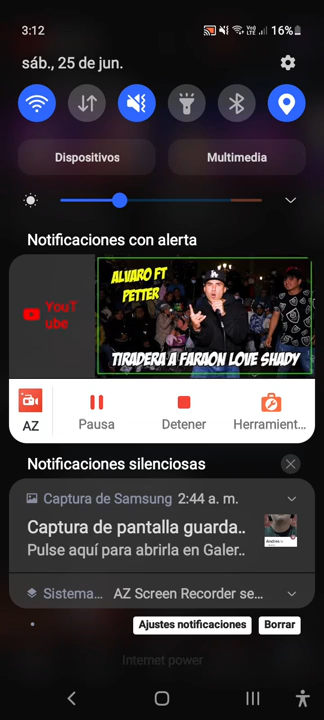 3:12
16%
sáb., 25 de jun.
Dispositivos
Multimedia
Notificaciones con alerta
YouT
ube
ALVARO FT
PETTER
TIRADERA A FARAON LOVE SHADY
AZ
Pausa
Detener
Herramient...
Notificaciones silenciosas
Captura de Samsung 2:44 a. m.
Captura de pantalla guarda..
Pulse aquí para abrirla en Galer..
Sistema... AZ Screen Recorder se...
Ajustes notificaciones
Borrar
Internet power